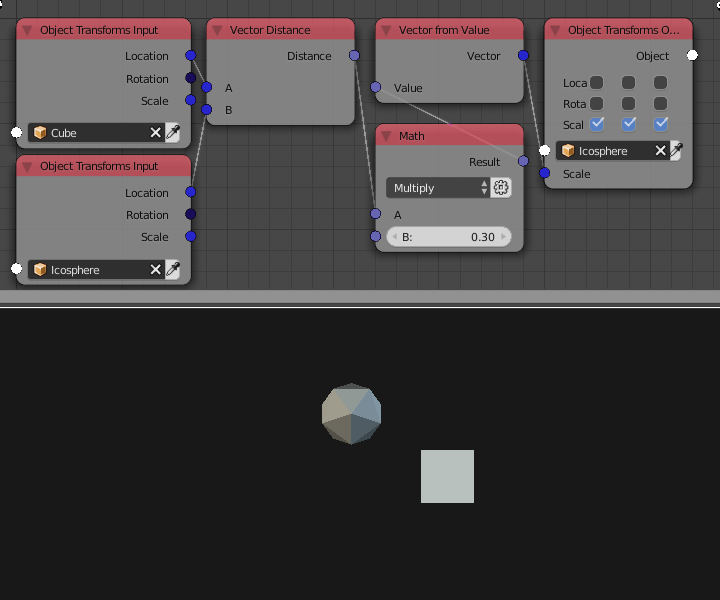 Object Transforms Input
Location
Rotation
Scale
Cube
Object Transforms Input
Location
Rotation
Scale
Icosphere
Vector Distance
Distance
A
B
Vector from Value
Vector
Value
Math
Result
Multiply
A
B: 0.30
Object Transforms O...
Object
Loca
Rota
Scal
Icosphere
Scale